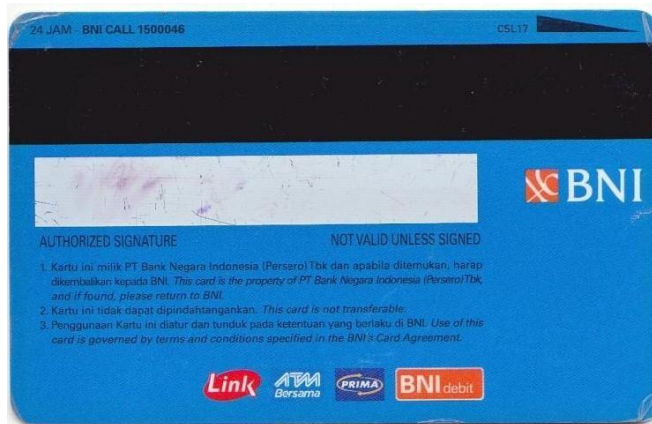 24 JAM - BNI CALL 1500046
CSL17
BNI
AUTHORIZED SIGNATURE
NOT VALID UNLESS SIGNED
1. Kartu ini milik PT Bank Negara Indonesia (Persero)Tbk dan apabila ditemukan, harap
dikembalikan kepada BNI. This card is the property of PT Bank Negara Indonesia (Persero)Tbk,
and if found, please return to BNI.
2. Kartu ini tidak dapat dipindahtangankan. This card is not transferable.
3. Penggunaan Kartu ini diatur dan tunduk pada ketentuan yang berlaku di BNI. Use of this
card is governed by terms and conditions specified in the BNI's Card Agreement.
Link
ATM
Bersama
PRIMA
BNI debit